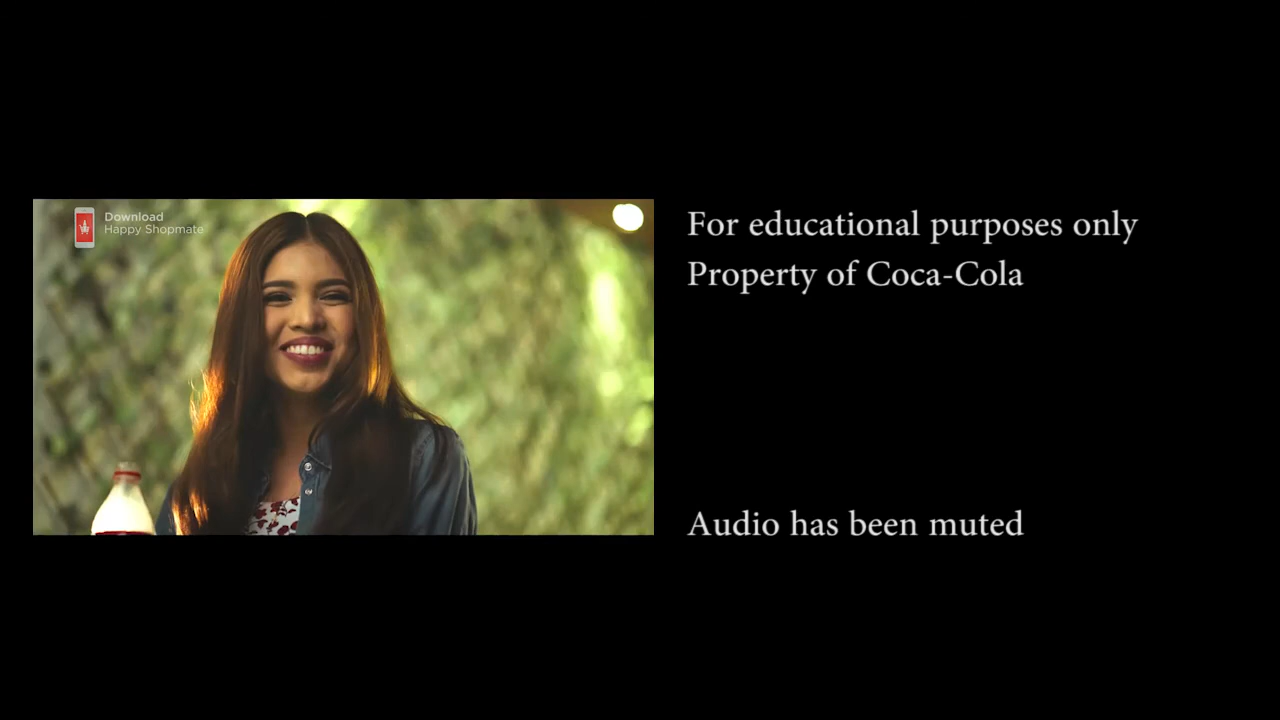 Download
Happy Shopmate
For educational purposes only
Property of Coca-Cola
Audio has been muted